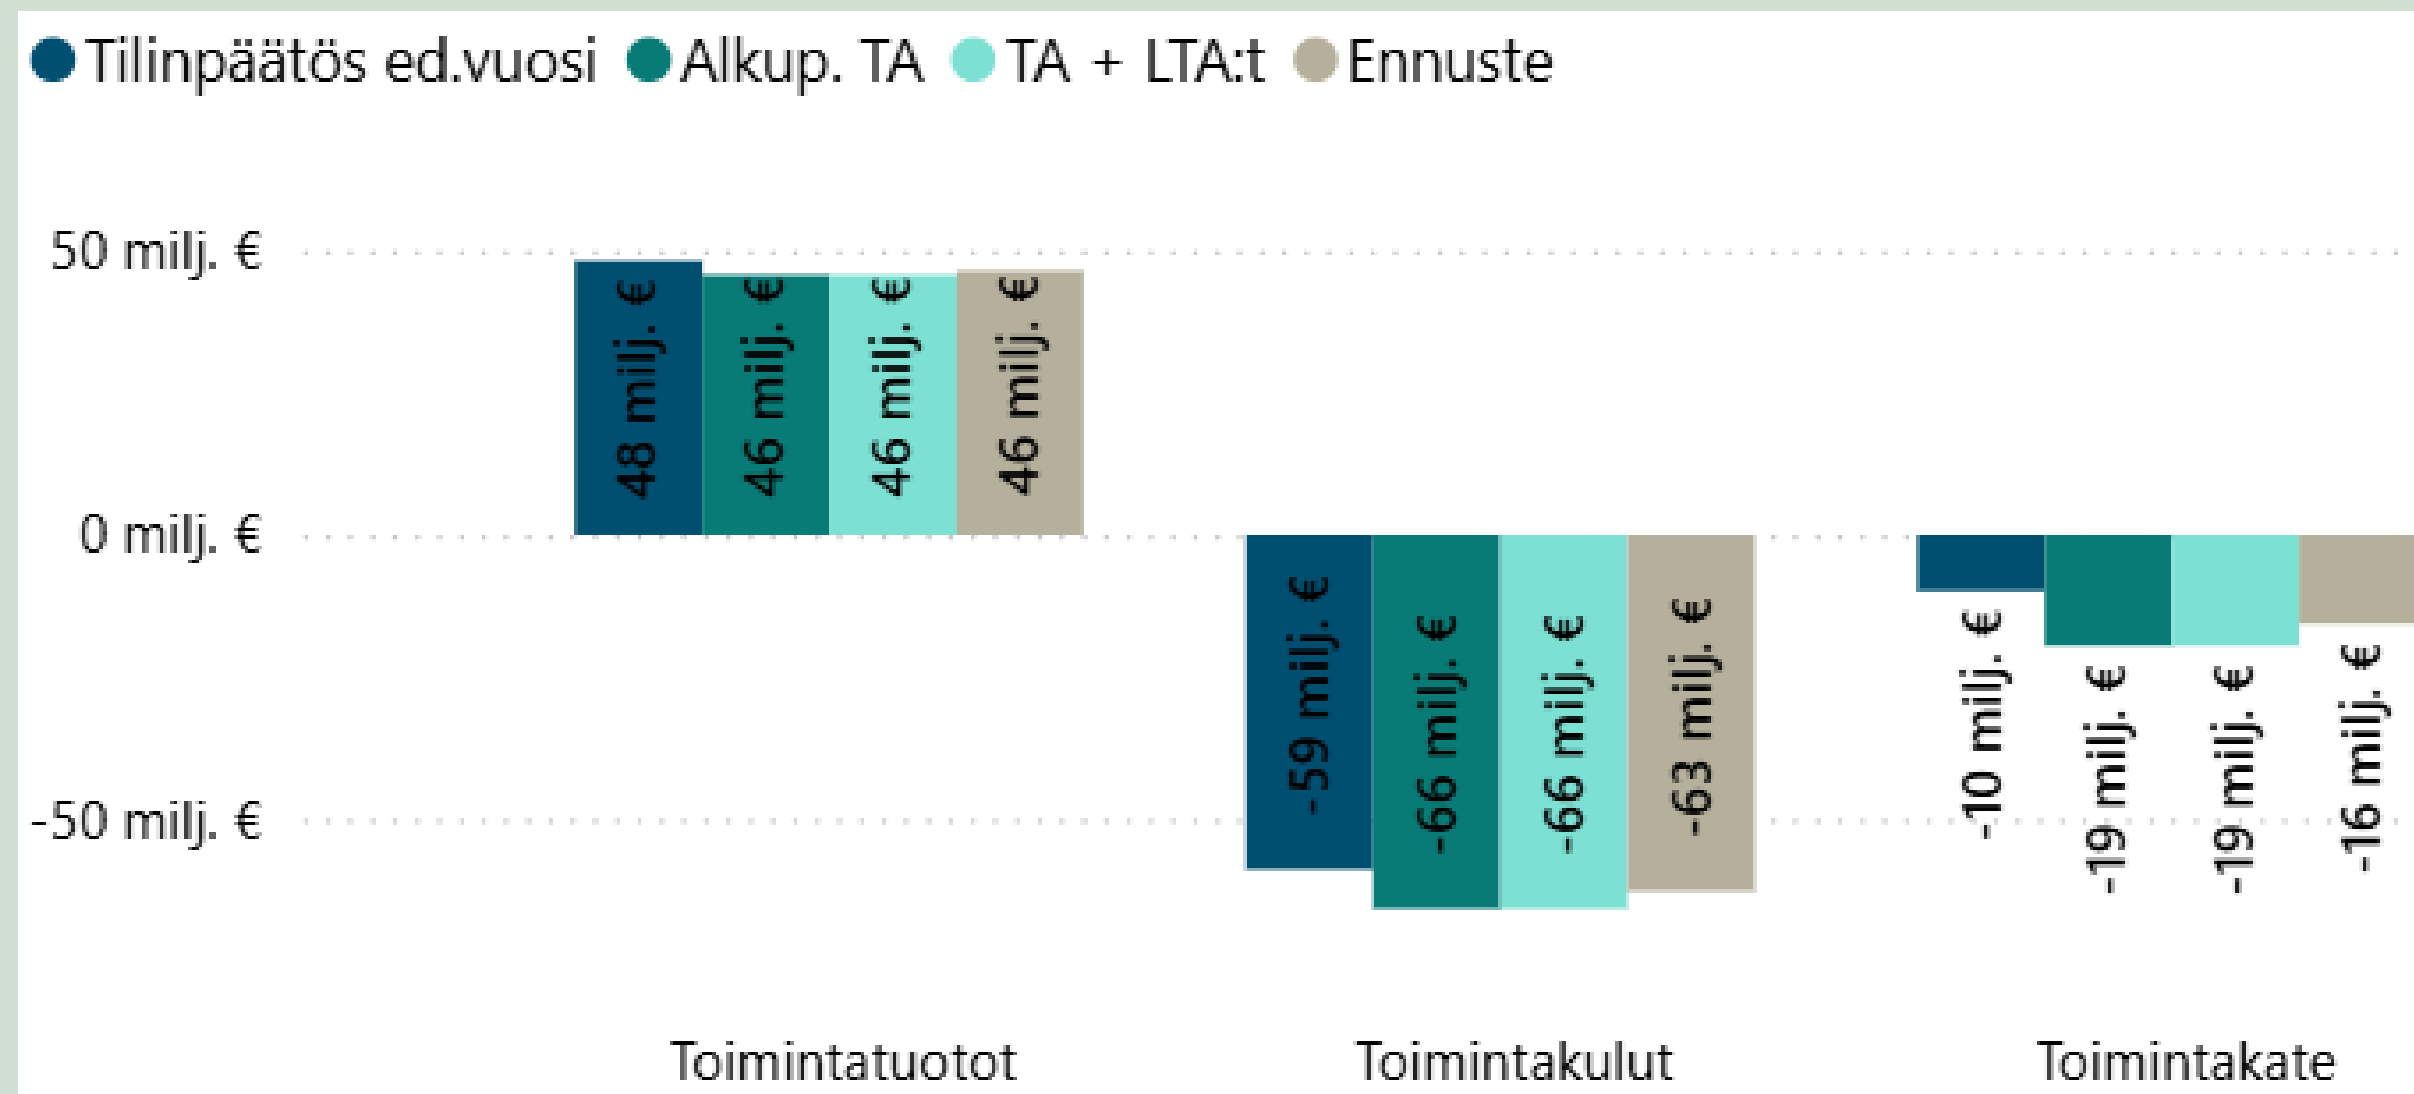 Tilinpäätös ed.vuosi Alkup. TA TA + LTA:t Ennuste
50 milj. €
0 milj. €
-50 milj. €
48 milj. €
46 milj. €
46 milj. €
46 milj. €
-59 milj. €
-66 milj. €
-66 milj. €
-63 milj. €
-10 milj. €
-19 milj. €
-19 milj. €
-16 milj. €
Toimintatuotot Toimintakulut Toimintakate